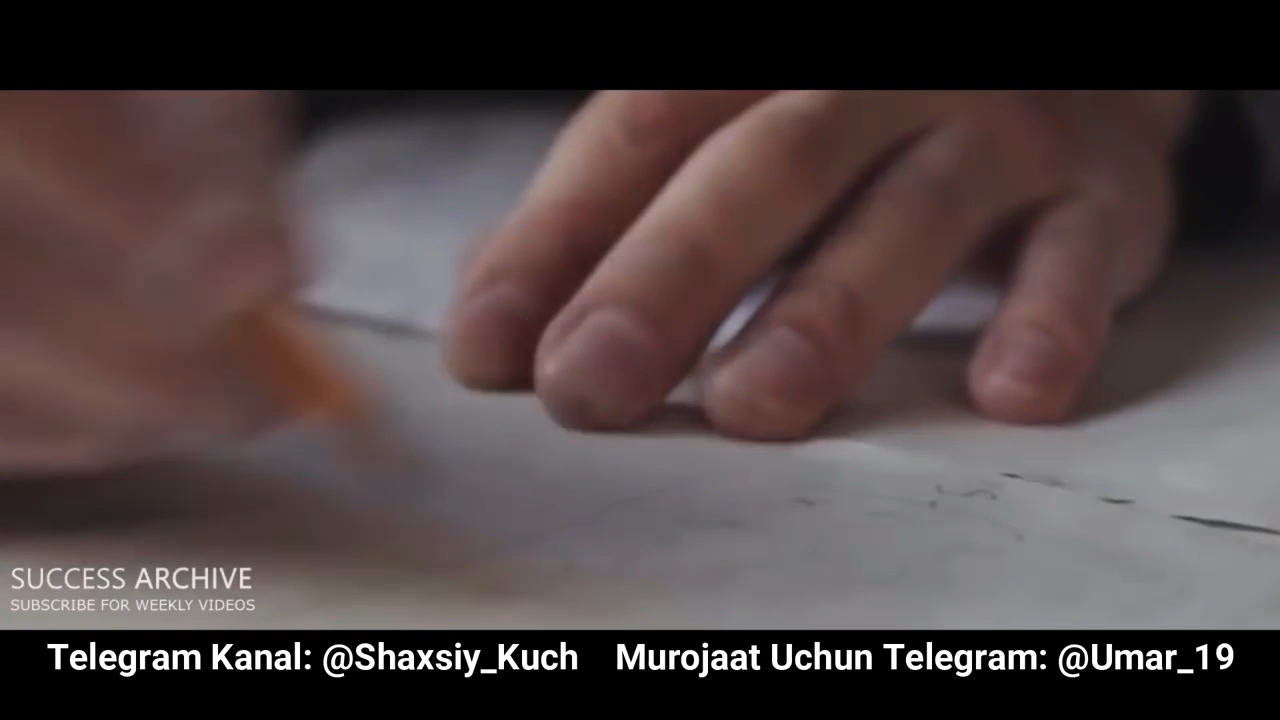 SUCCESS ARCHIVE
SUBSCRIBE FOR WEEKLY VIDEOS
Telegram Kanal: @Shaxsiy_Kuch Murojaat Uchun Telegram: @Umar_19